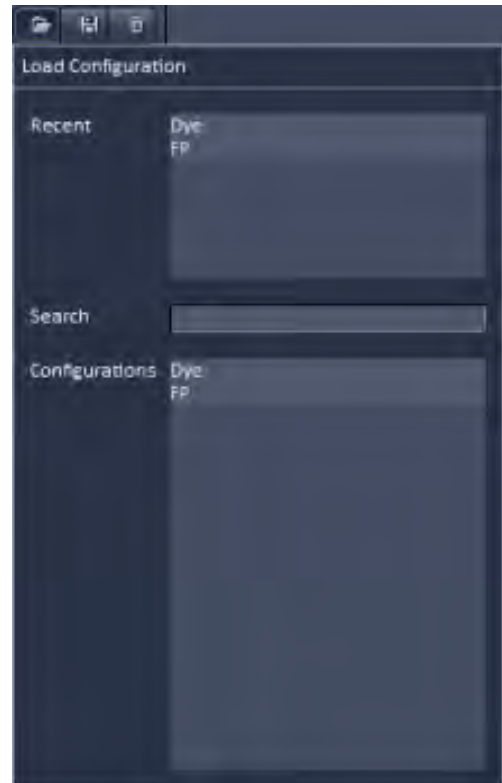 Load Configuration
Recent
Dye
FP
Search
Configurations
Dye
FP